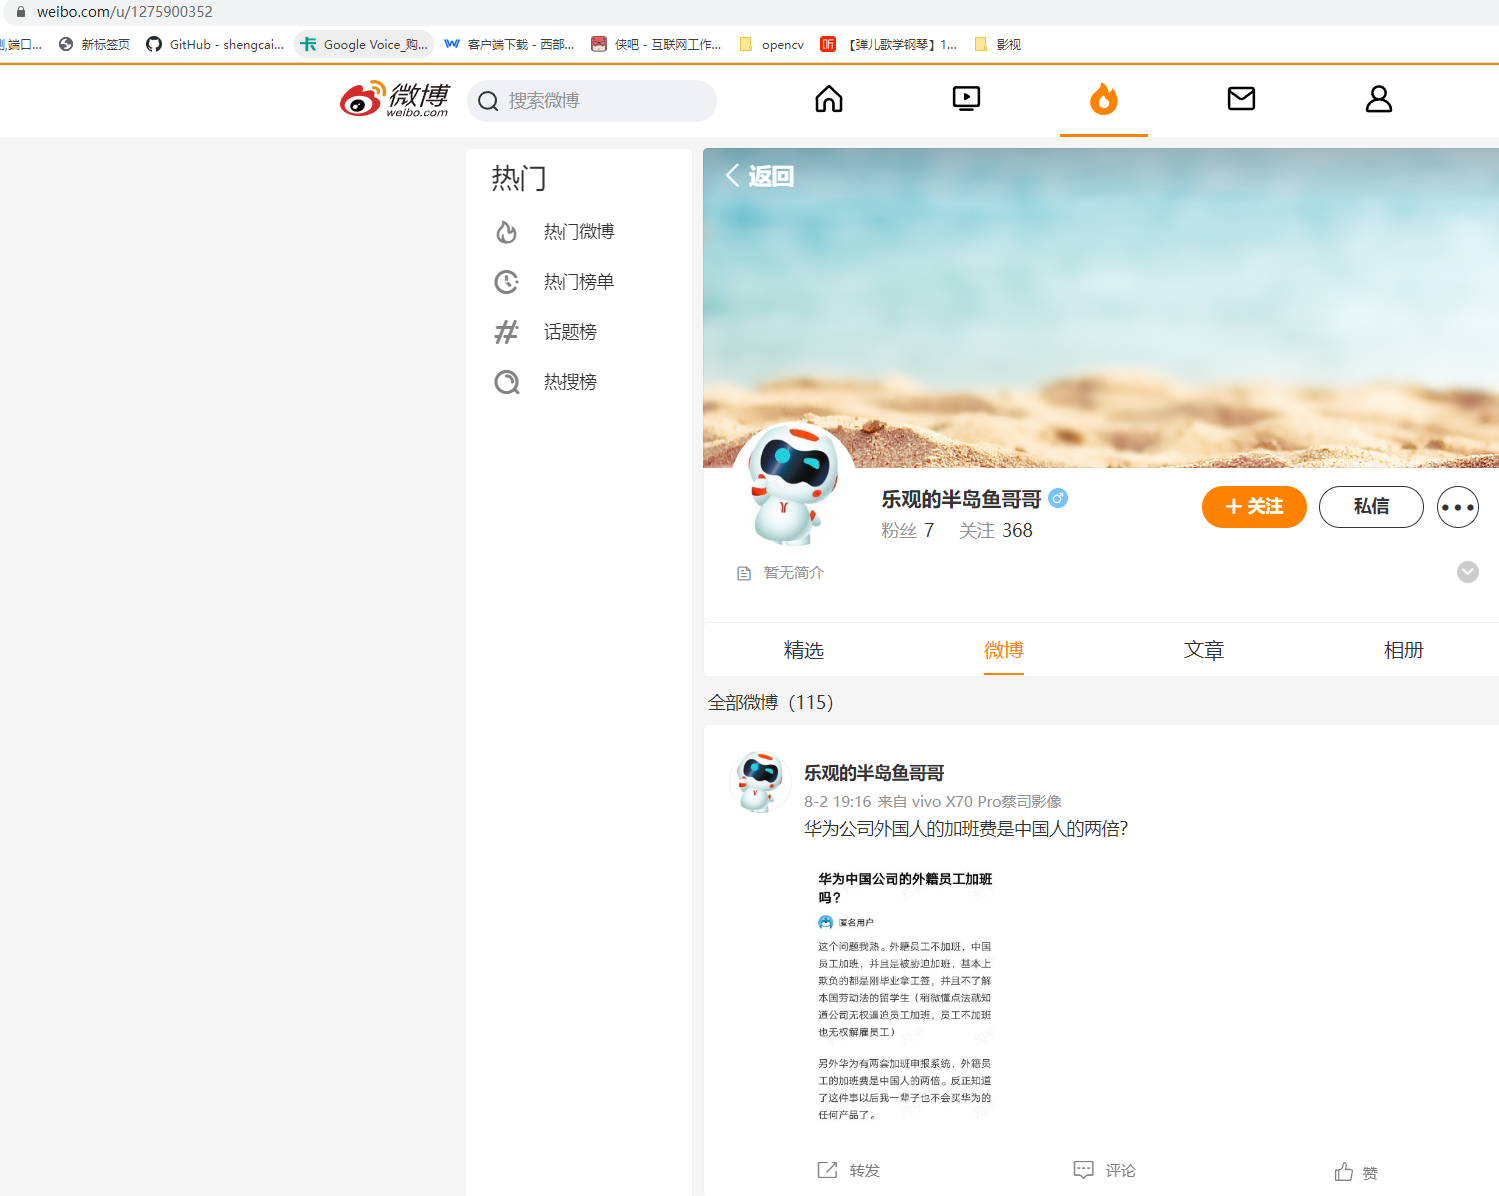 weibo.com/u/1275900352
新标签页
GitHub - shengcai...
Google Voice_购...
客户端下载 - 西部...
侠吧 - 互联网工作...
opencv
听
【弹儿歌学钢琴】1...
影视
微博
weibo.com
搜索微博
热门
热门微博
热门榜单
话题榜
热搜榜
返回
乐观的半岛鱼哥哥
粉丝 7 关注 368
+ 关注
私信
暂无简介
精选
微博
文章
相册
全部微博（115）
乐观的半岛鱼哥哥
8-2 19:16 来自 vivo X70 Pro蔡司影像
华为公司外国人的加班费是中国人的两倍?
华为中国公司的外籍员工加班
吗？
匿名用户
这个问题我熟。外籍员工不加班，中国
员工加班，并且是被胁迫加班，基本上
欺负的都是刚毕业拿工签，并且不了解
本国劳动法的留学生（稍微懂点法就知
道公司无权逼迫员工加班，员工不加班
也无权解雇员工）
另外华为有两套加班申报系统，外籍员
工的加班费是中国人的两倍。反正知道
了这件事以后我一辈子也不会买华为的
任何产品了。
转发
评论
赞